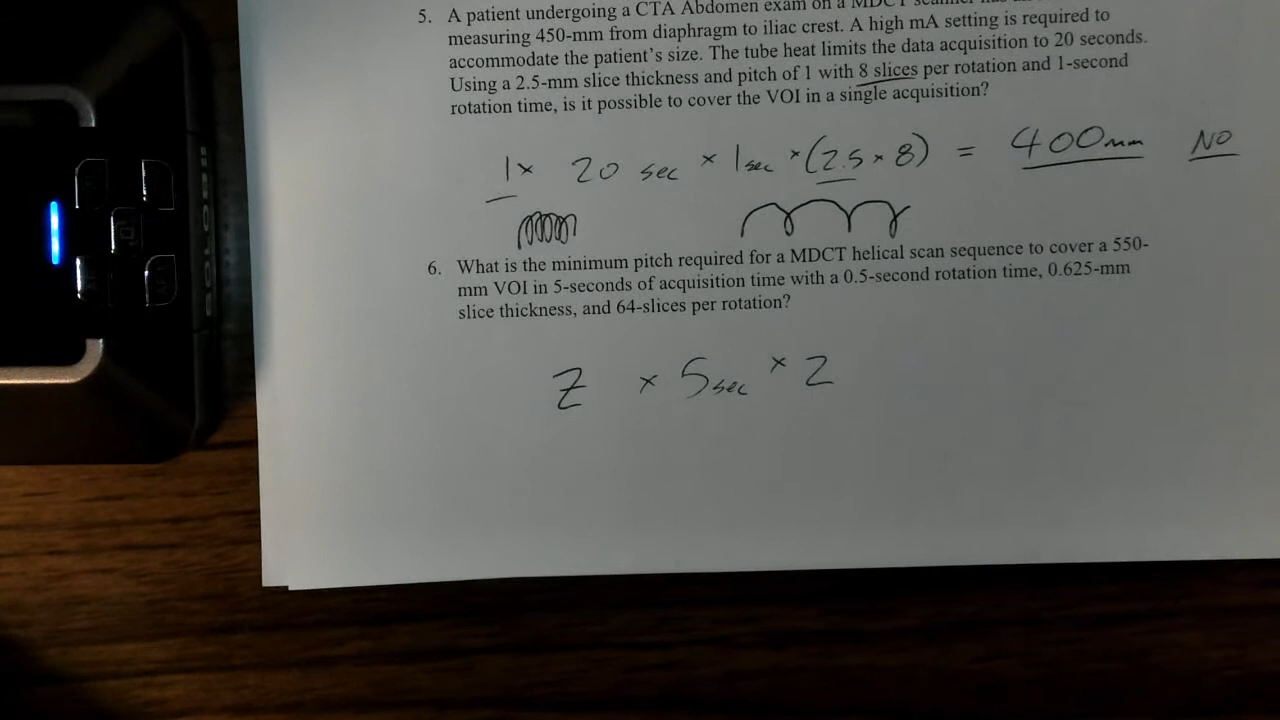 5. A patient undergoing a CTA Abdomen exam on a MDCT scanner
measuring 450-mm from diaphragm to iliac crest. A high mA setting is required to
accommodate the patient's size. The tube heat limits the data acquisition to 20 seconds.
Using a 2.5-mm slice thickness and pitch of 1 with 8 slices per rotation and 1-second
rotation time, is it possible to cover the VOI in a single acquisition?
1 × 20 sec × 1 sec × (2.5 × 8) = 400mm NO
6. What is the minimum pitch required for a MDCT helical scan sequence to cover a 550-
mm VOI in 5-seconds of acquisition time with a 0.5-second rotation time, 0.625-mm
slice thickness, and 64-slices per rotation?
Z × 5sec × 2